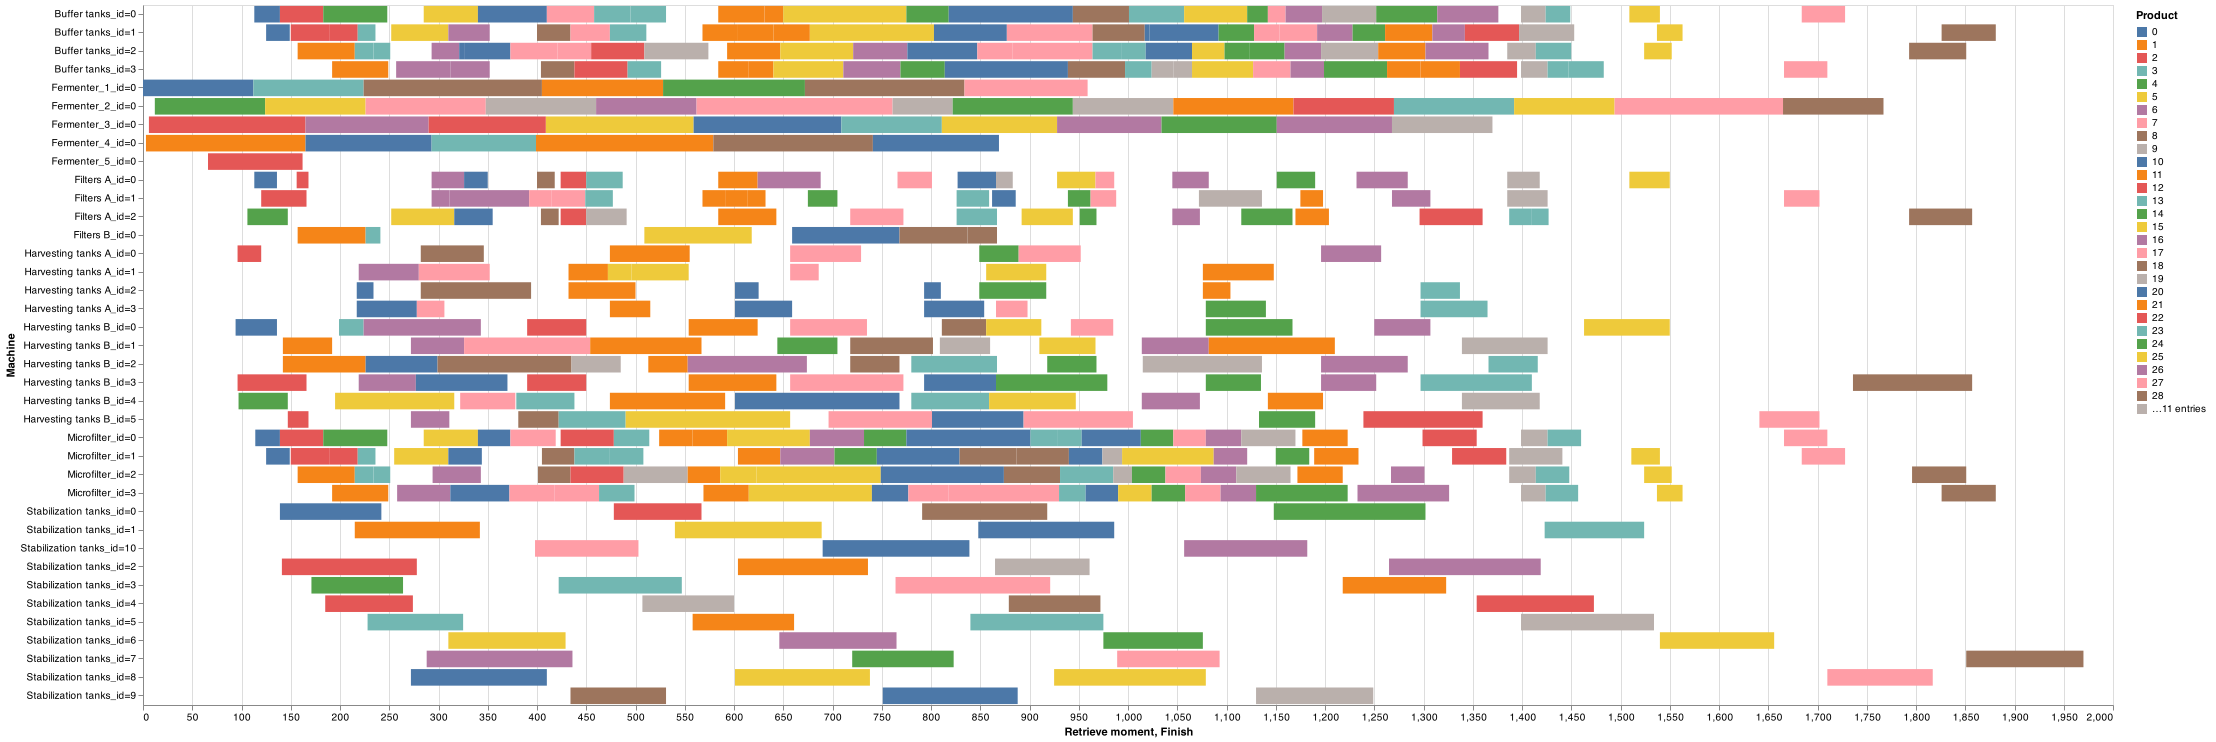 Buffer tanks_id=0
Buffer tanks_id=1
Buffer tanks_id=2
Buffer tanks_id=3
Fermenter_1_id=0
Fermenter_2_id=0
Fermenter_3_id=0
Fermenter_4_id=0
Fermenter_5_id=0
Filters A_id=0
Filters A_id=1
Filters A_id=2
Filters B_id=0
Harvesting tanks A_id=0
Harvesting tanks A_id=1
Harvesting tanks A_id=2
Harvesting tanks A_id=3
Harvesting tanks B_id=0
Harvesting tanks B_id=1
Harvesting tanks B_id=2
Harvesting tanks B_id=3
Harvesting tanks B_id=4
Harvesting tanks B_id=5
Microfilter_id=0
Microfilter_id=1
Microfilter_id=2
Microfilter_id=3
Stabilization tanks_id=0
Stabilization tanks_id=1
Stabilization tanks_id=10
Stabilization tanks_id=2
Stabilization tanks_id=3
Stabilization tanks_id=4
Stabilization tanks_id=5
Stabilization tanks_id=6
Stabilization tanks_id=7
Stabilization tanks_id=8
Stabilization tanks_id=9
Machine
0 50 100 150 200 250 300 350 400 450 500 550 600 650 700 750 800 850 900 950 1,000 1,050 1,100 1,150 1,200 1,250 1,300 1,350 1,400 1,450 1,500 1,550 1,600 1,650 1,700 1,750 1,800 1,850 1,900 1,950 2,000
Retrieve moment, Finish
Product
0
1
2
3
4
5
6
7
8
9
10
11
12
13
14
15
16
17
18
19
20
21
22
23
24
25
26
27
28
…11 entries